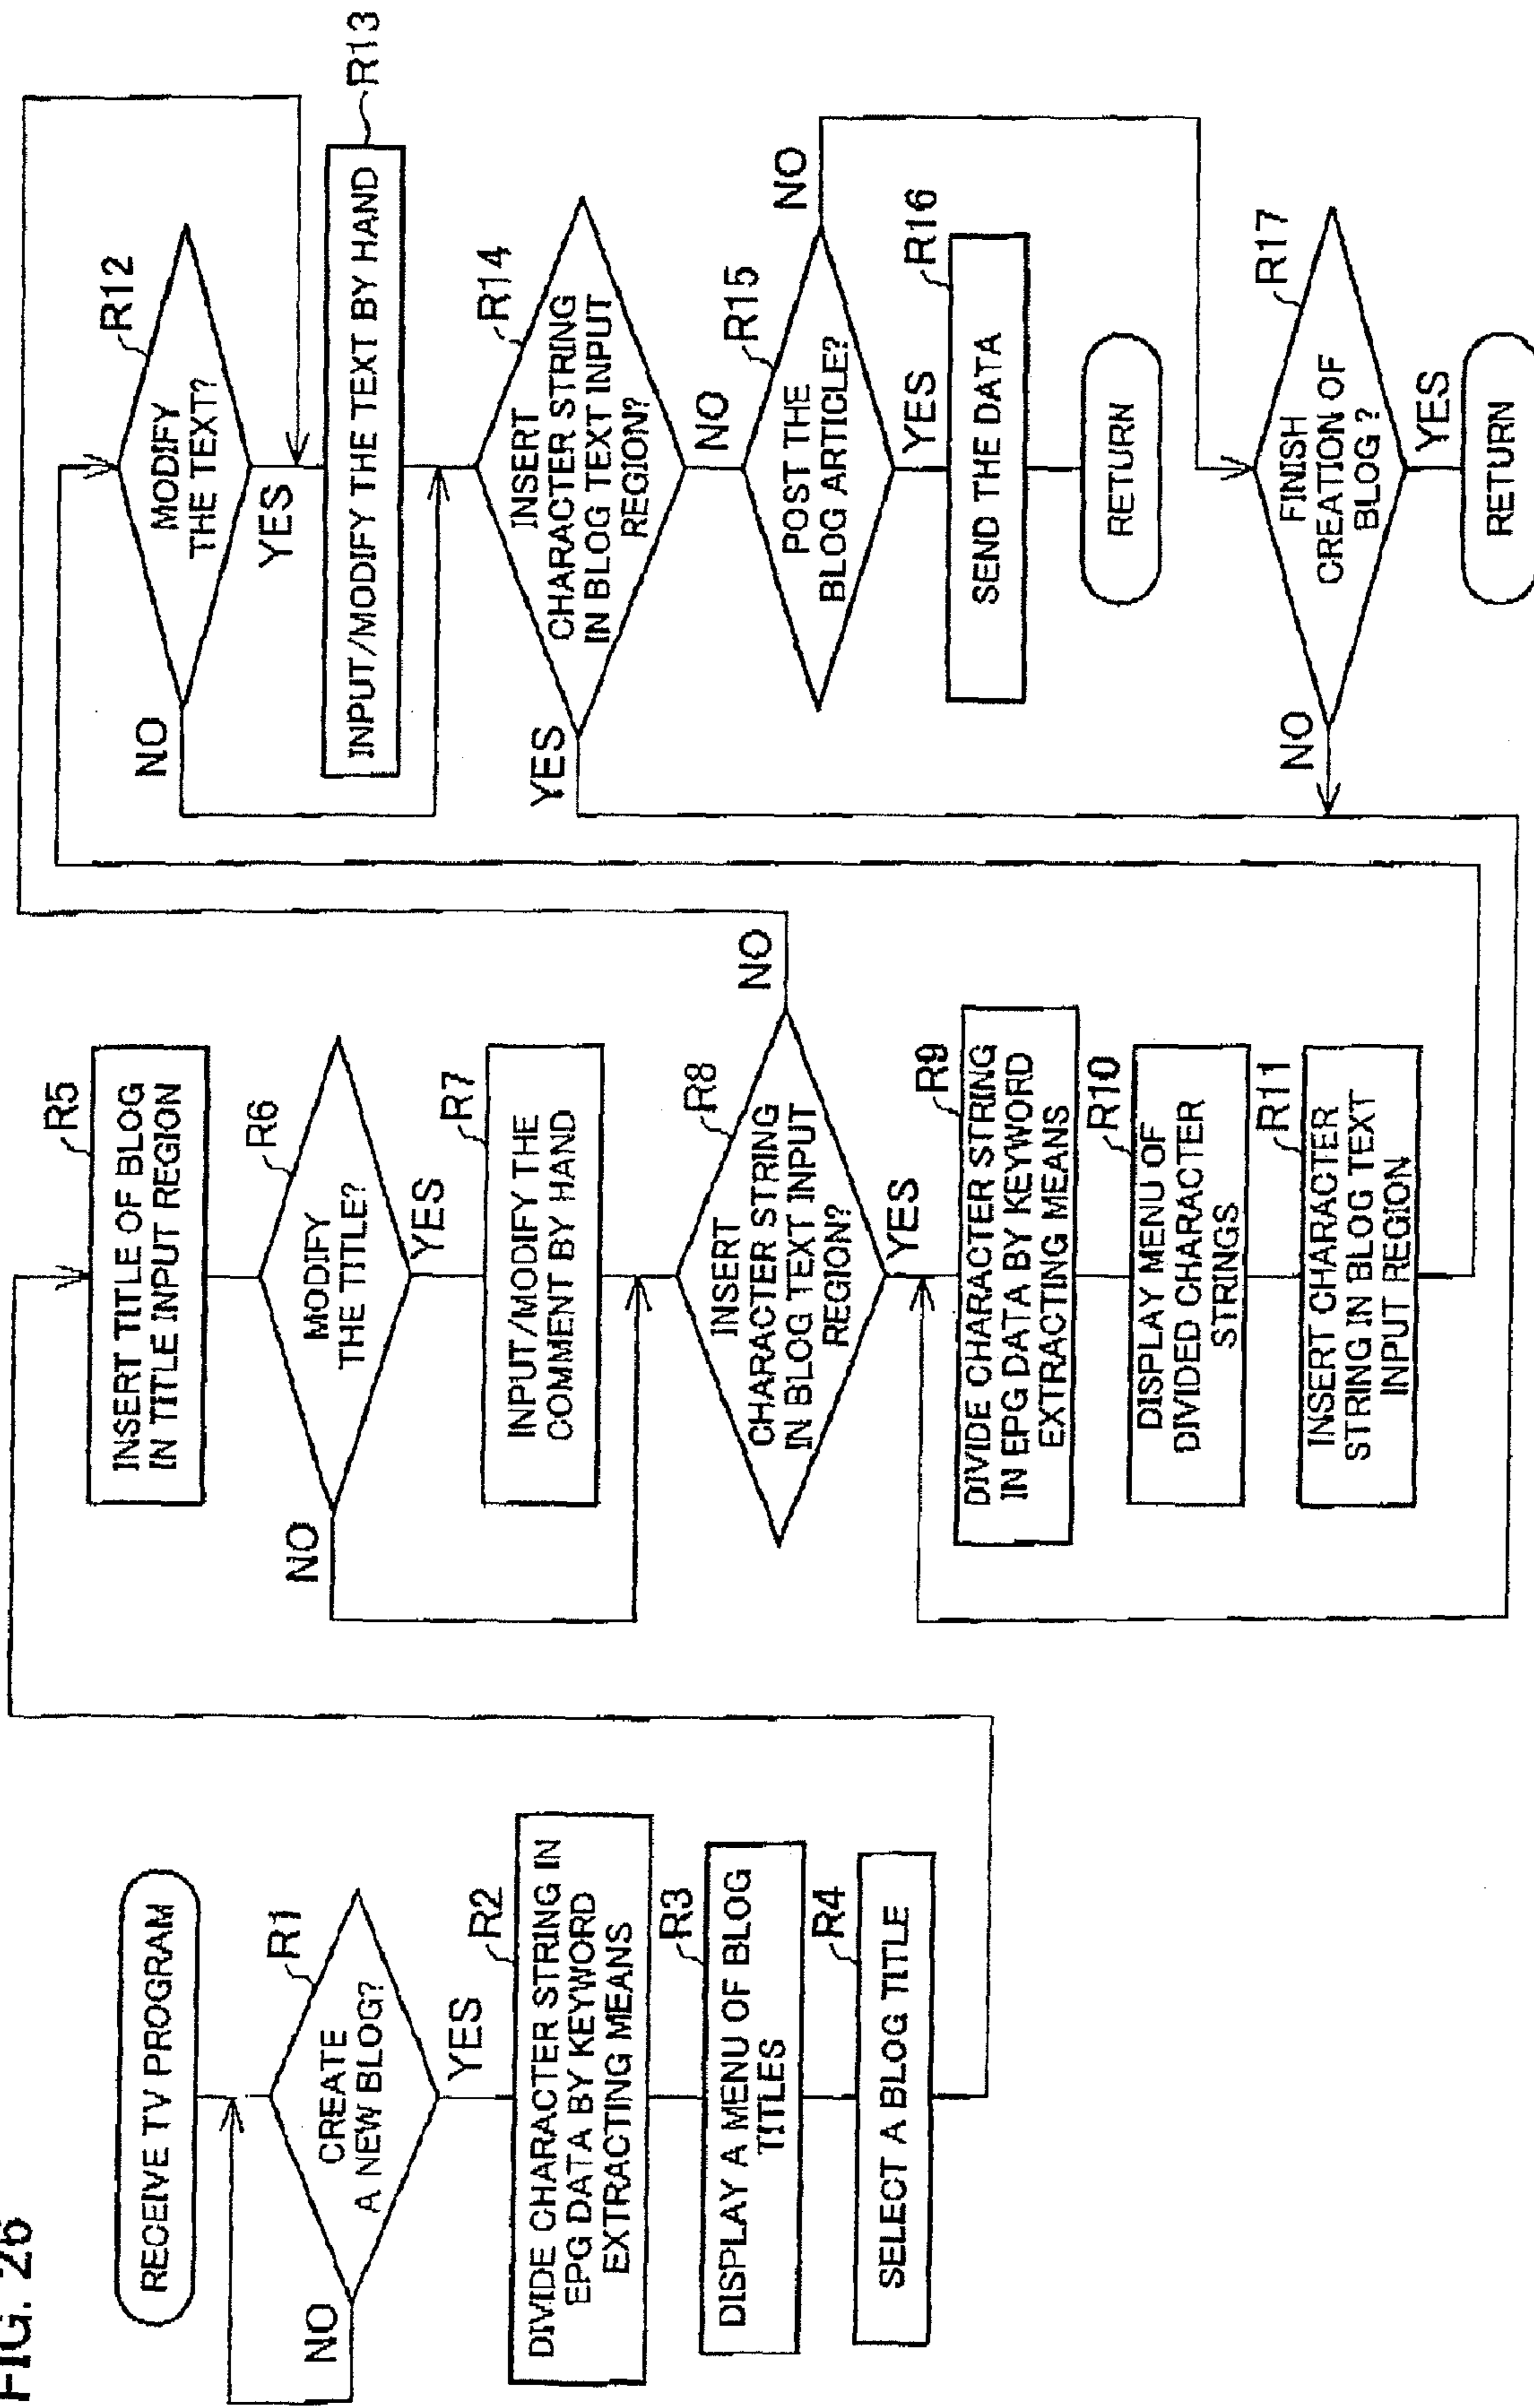 FIG. 26
RECEIVE TV PROGRAM
R1
CREATE
A NEW BLOG?
NO
YES
R2
DIVIDE CHARACTER STRING IN
EPG DATA BY KEYWORD
EXTRACTING MEANS
R3
DISPLAY A MENU OF BLOG
TITLES
R4
SELECT A BLOG TITLE
R5
INSERT TITLE OF BLOG
IN TITLE INPUT REGION
R6
MODIFY
THE TITLE?
NO
YES
R7
INPUT/MODIFY THE
COMMENT BY HAND
R8
INSERT
CHARACTER STRING
IN BLOG TEXT INPUT
REGION?
NO
YES
R9
DIVIDE CHARACTER STRING
IN EPG DATA BY KEYWORD
EXTRACTING MEANS
R10
DISPLAY MENU OF
DIVIDED CHARACTER
STRINGS
R11
INSERT CHARACTER
STRING IN BLOG TEXT
INPUT REGION
R12
MODIFY
THE TEXT?
NO
YES
R13
INPUT/MODIFY THE TEXT BY HAND
R14
INSERT
CHARACTER STRING
IN BLOG TEXT INPUT
REGION?
YES
NO
R15
POST THE
BLOG ARTICLE?
NO
YES
R16
SEND THE DATA
RETURN
R17
FINISH
CREATION OF
BLOG ?
NO
YES
RETURN